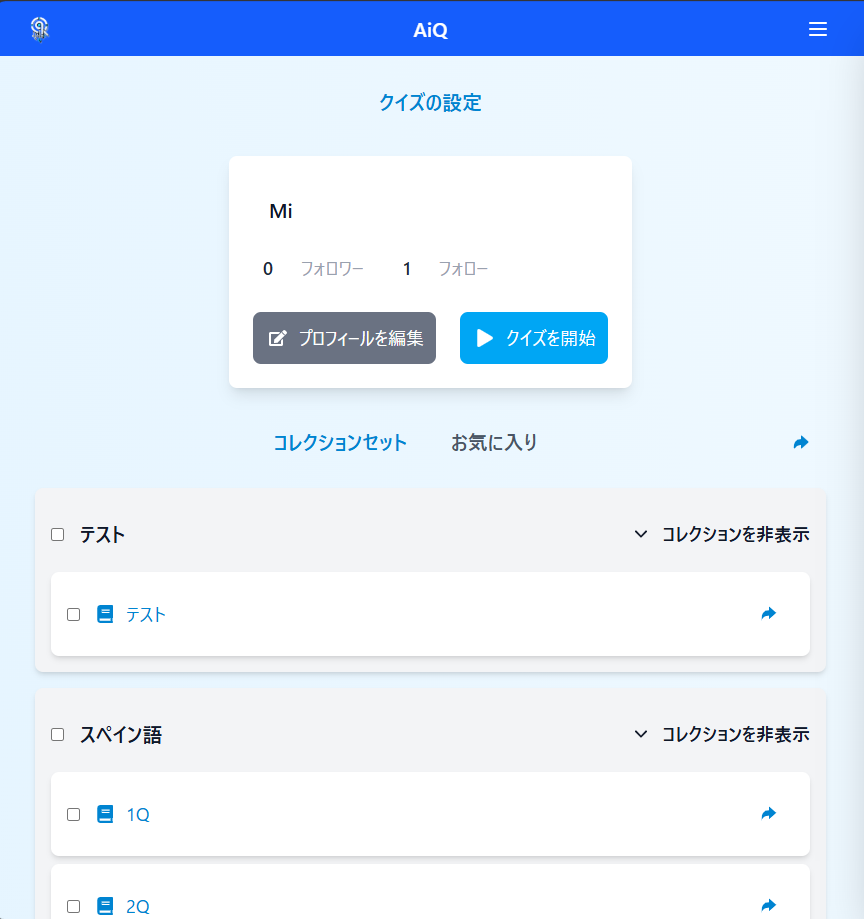 AiQ
クイズの設定
Mi
0 フォロワー 1 フォロー
プロフィールを編集 クイズを開始
コレクションセット お気に入り
テスト コレクションを非表示
テスト
スペイン語 コレクションを非表示
1Q
2Q